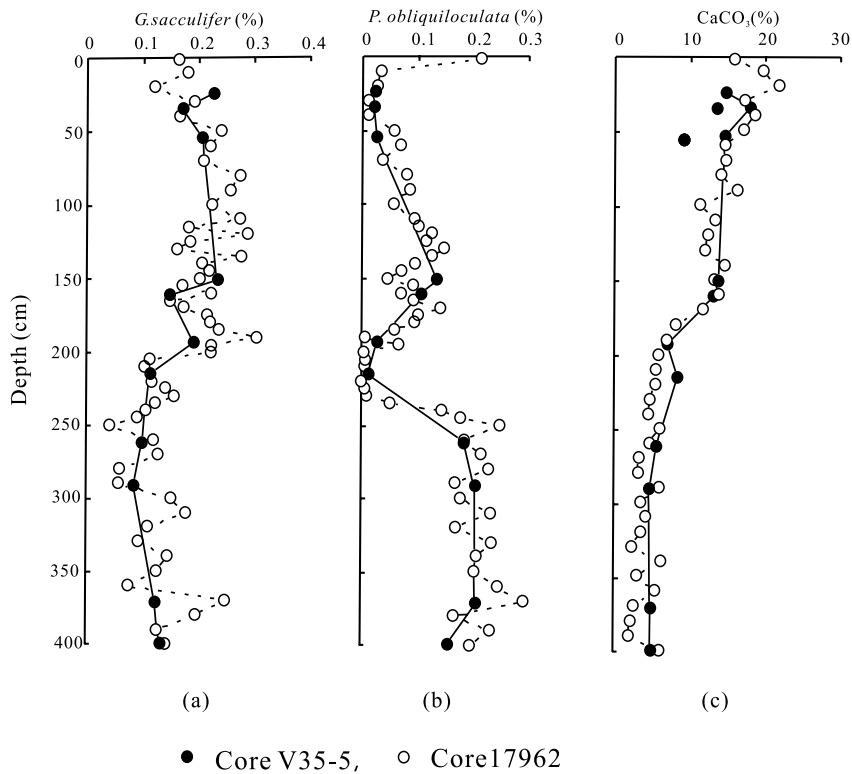 G.sacculifer (%)
P. obliquiloculata (%)
CaCO₃(%)
0 0.1 0.2 0.3 0.4
0 0.1 0.2 0.3
0 10 20 30
Depth (cm)
0
50
100
150
200
250
300
350
400
(a)
(b)
(c)
Core V35-5,
Core17962